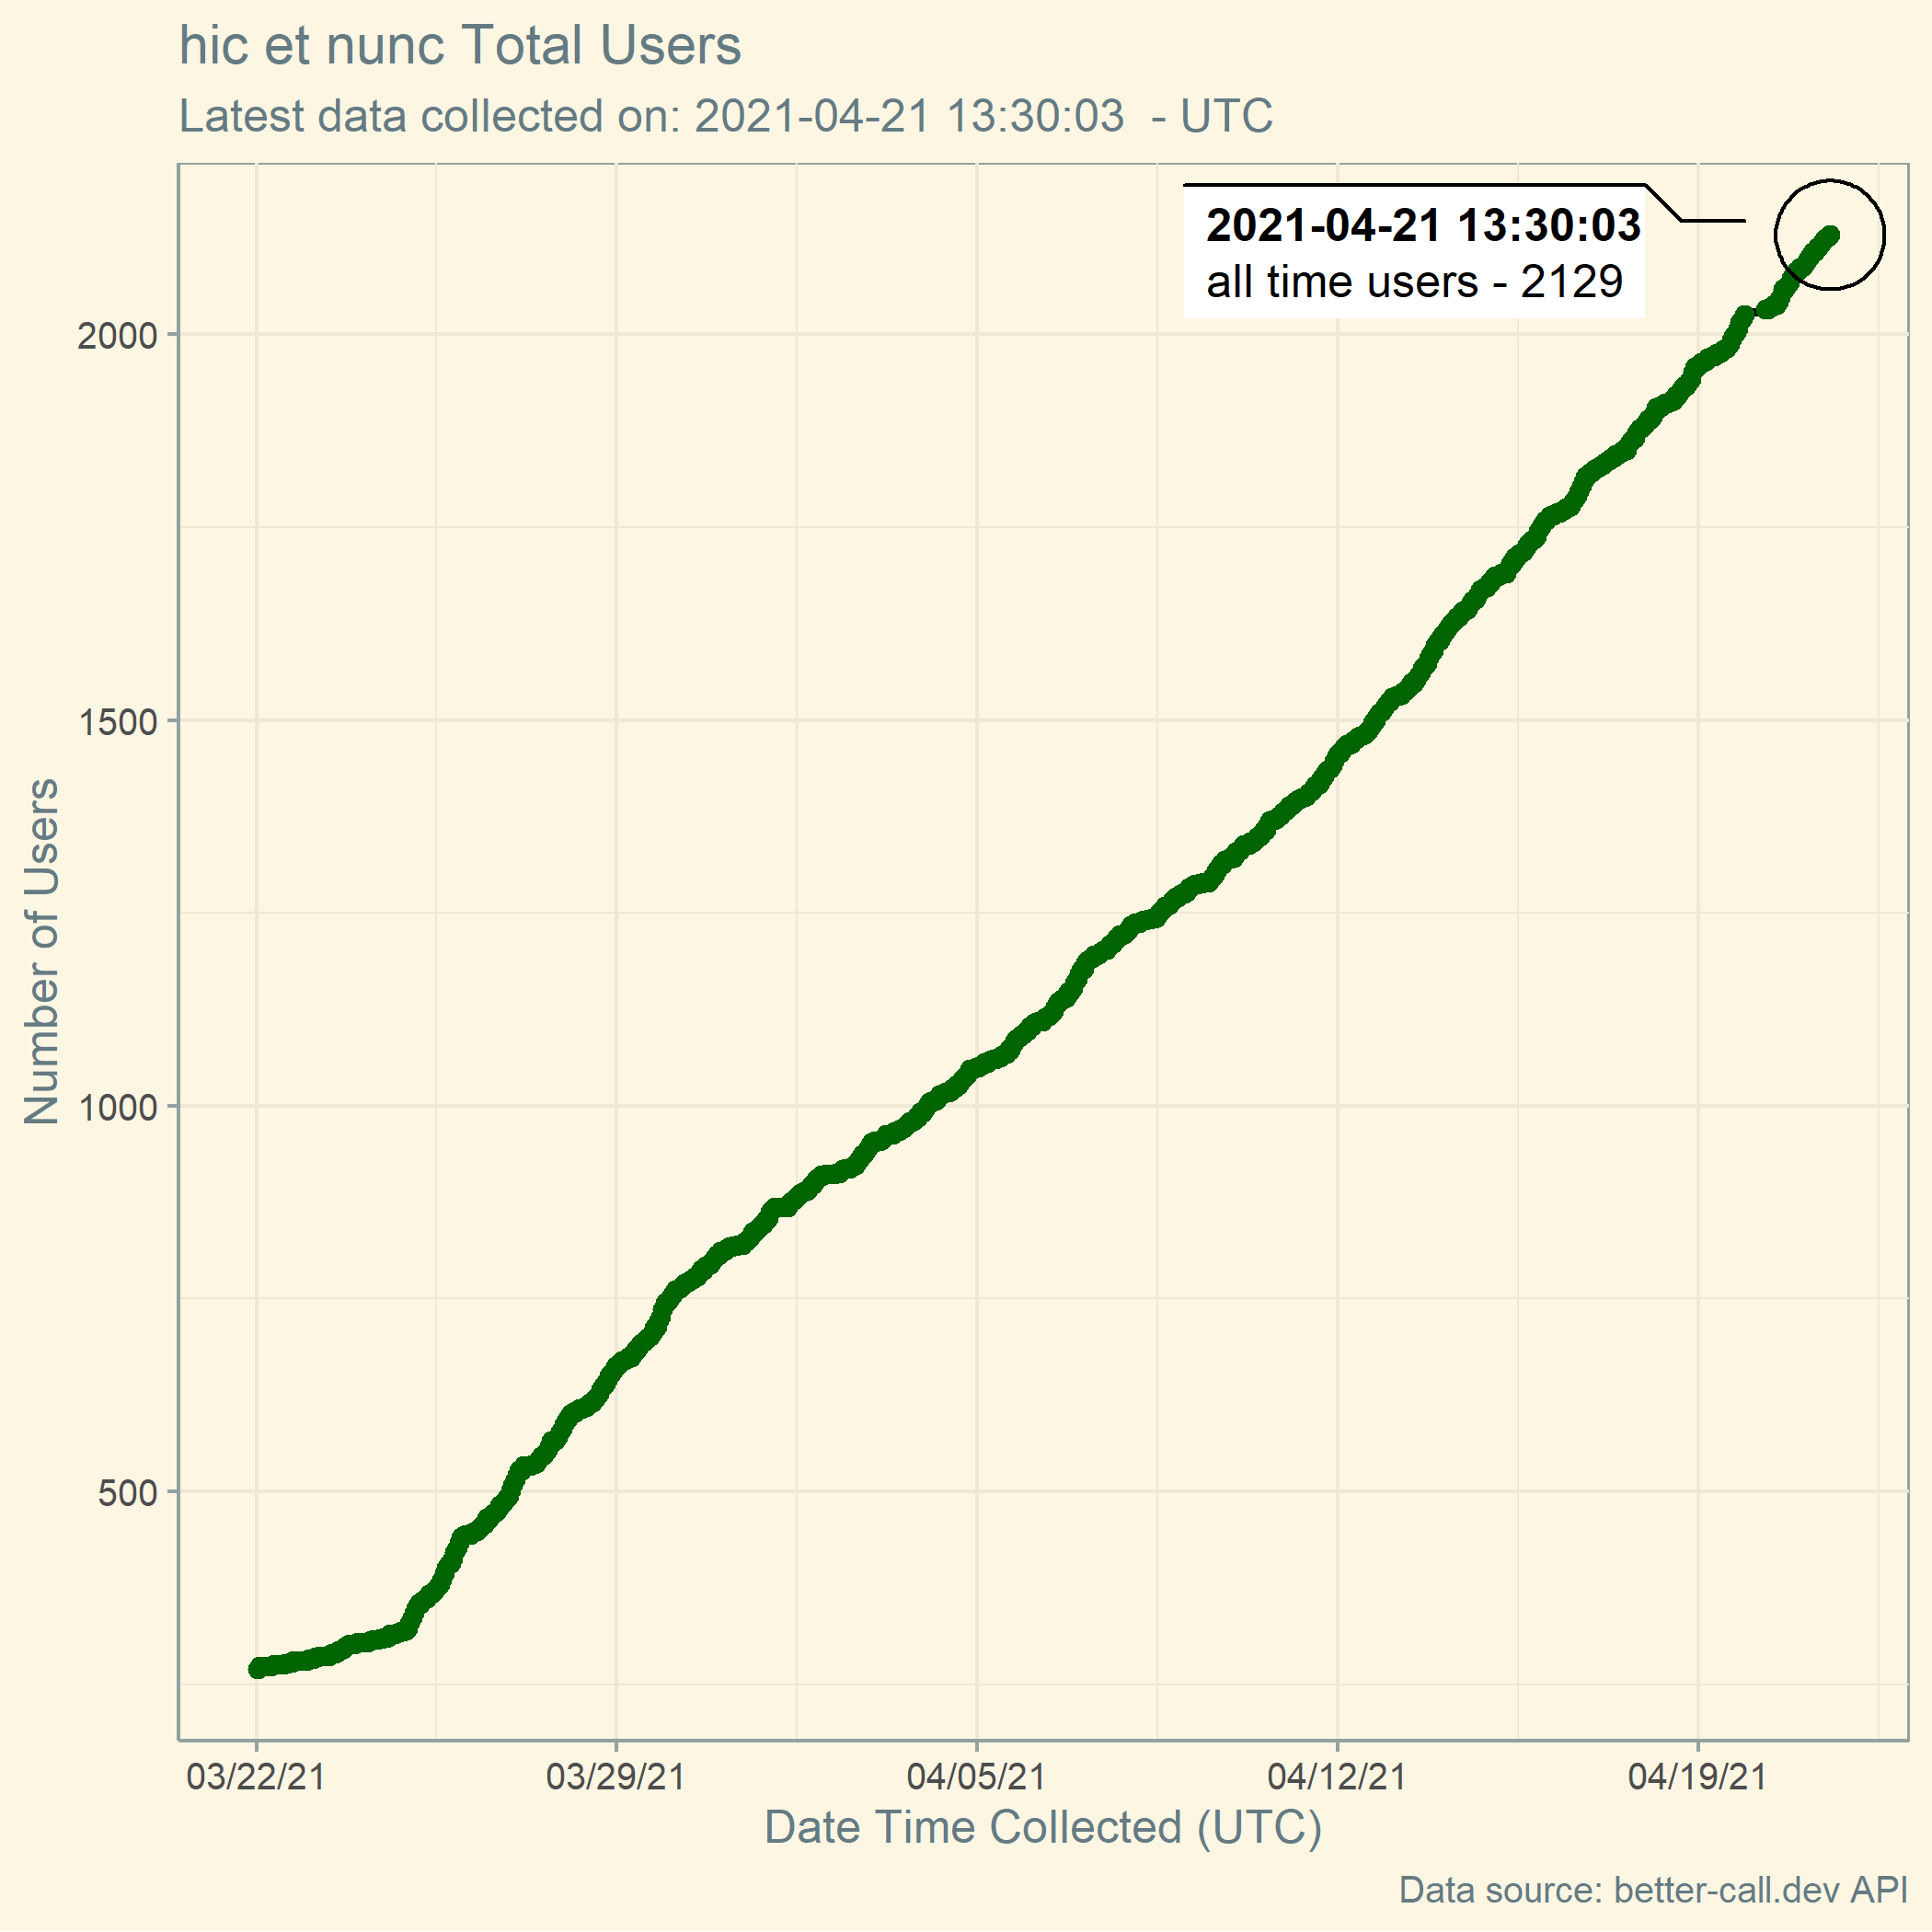 hic et nunc Total Users
Latest data collected on: 2021-04-21 13:30:03  - UTC
2021-04-21 13:30:03
all time users - 2129
Number of Users
2000
1500
1000
500
03/22/21 03/29/21 04/05/21 04/12/21 04/19/21
Date Time Collected (UTC)
Data source: better-call.dev API